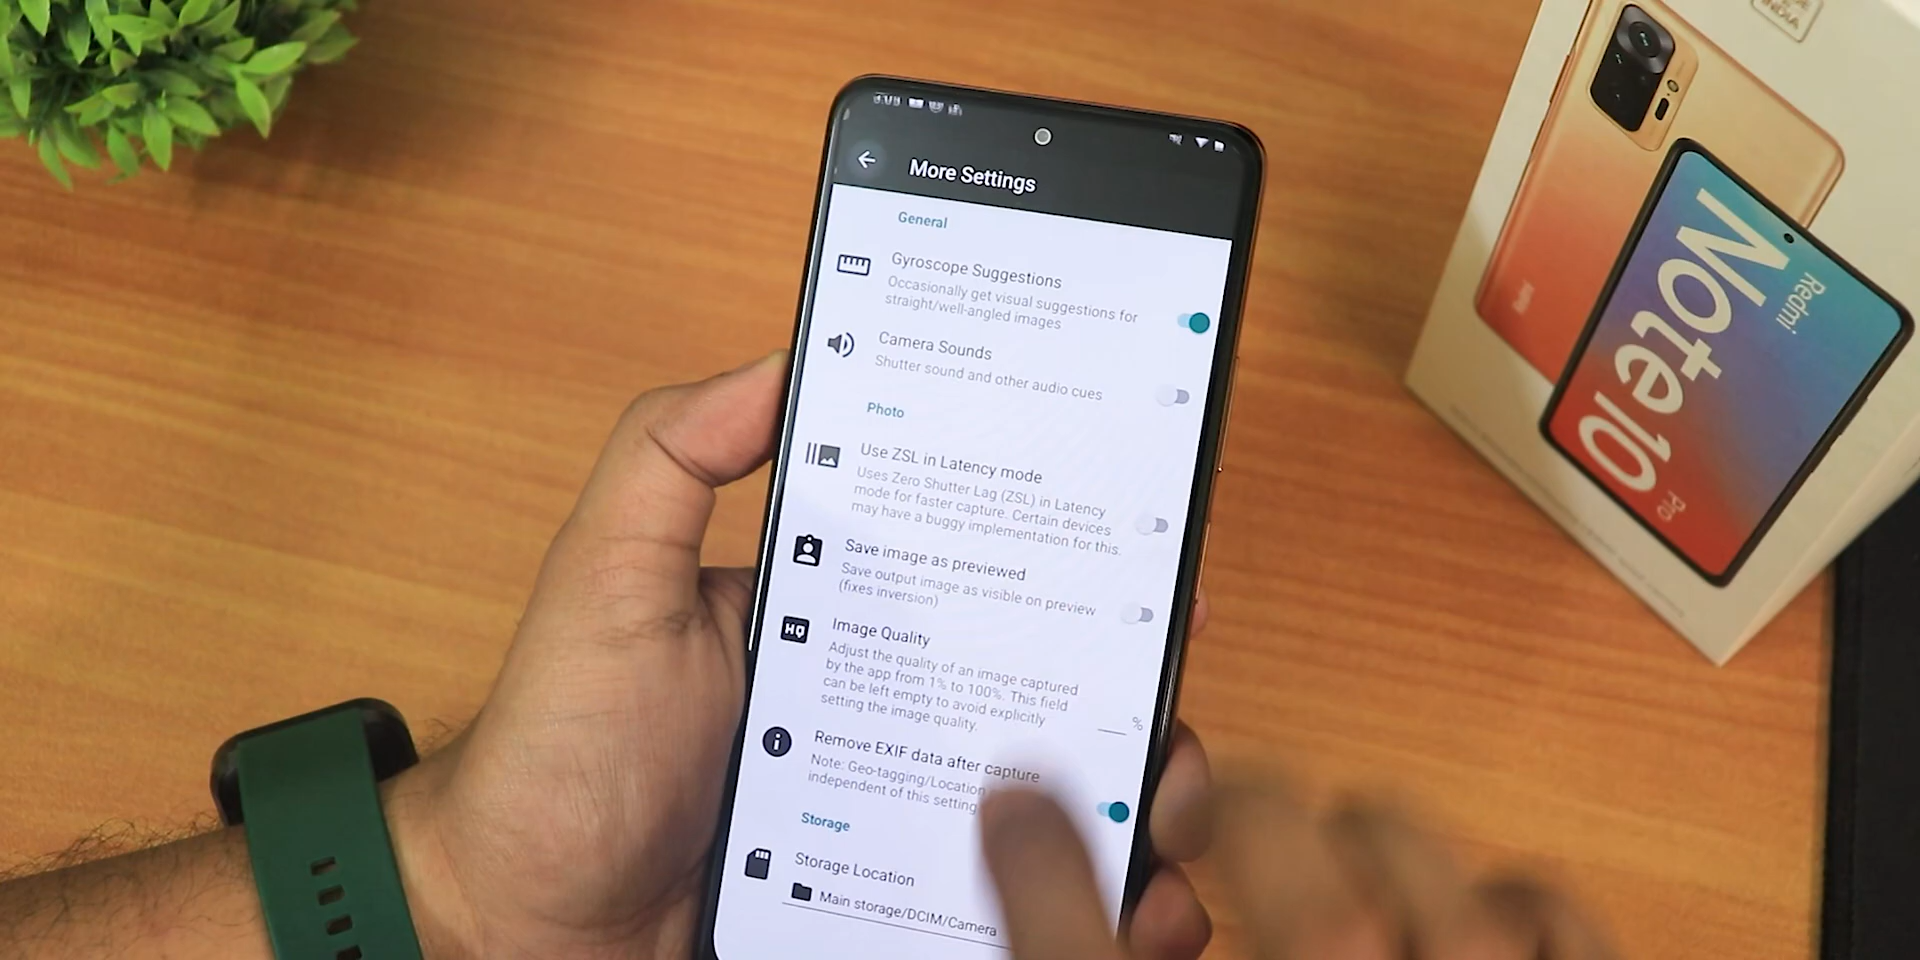 More Settings
General
Gyroscope Suggestions
Occasionally get visual suggestions for
straight/well-angled images
Camera Sounds
Shutter sound and other audio cues
Photo
Use ZSL in Latency mode
Uses Zero Shutter Lag (ZSL) in Latency
mode for faster capture. Certain devices
may have a buggy implementation for this.
Save image as previewed
Save output image as visible on preview
(fixes inversion)
HQ
Image Quality
Adjust the quality of an image captured
by the app from 1% to 100%. This field
can be left empty to avoid explicitly
setting the image quality.
%
Remove EXIF data after capture
Note: Geo-tagging/Location
independent of this setting
Storage
Storage Location
Main storage/DCIM/Camera
INDIA
Redmi
Note 10
Pro